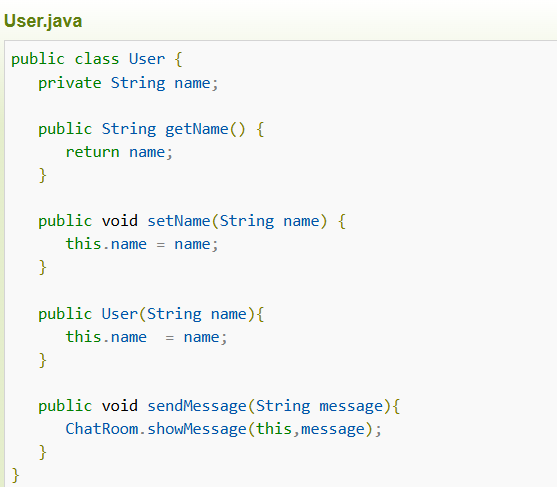 User.java
public class User {
   private String name;

   public String getName() {
      return name;
   }

   public void setName(String name) {
      this.name = name;
   }

   public User(String name){
      this.name  = name;
   }

   public void sendMessage(String message){
      ChatRoom.showMessage(this,message);
   }
}